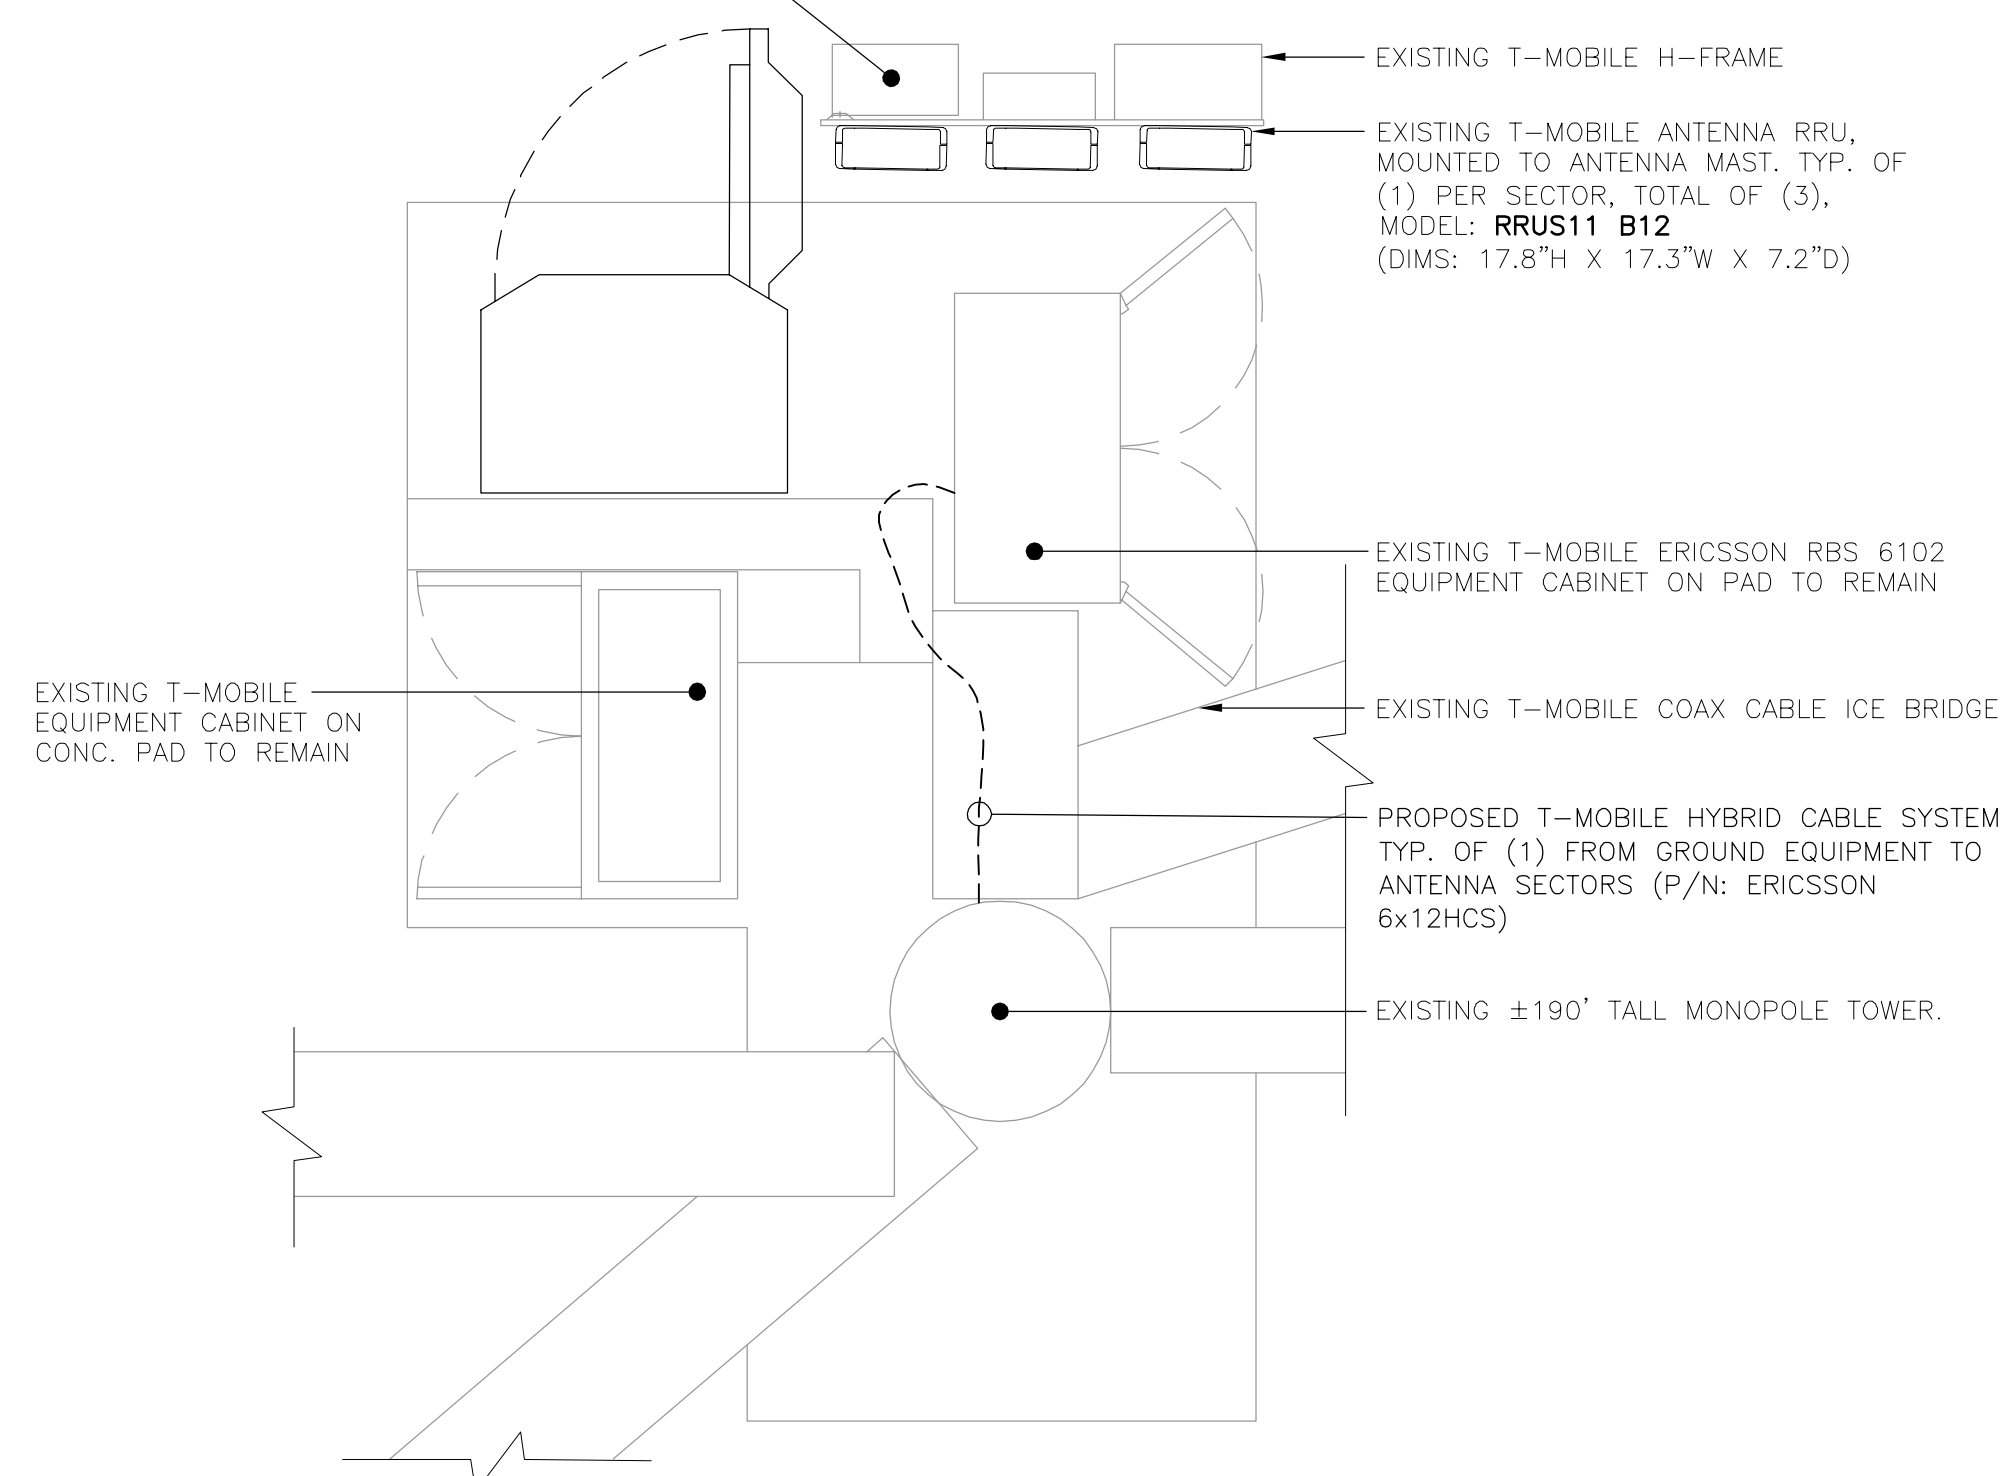 EXISTING T-MOBILE H-FRAME
EXISTING T-MOBILE ANTENNA RRU,
MOUNTED TO ANTENNA MAST. TYP. OF
(1) PER SECTOR, TOTAL OF (3),
MODEL: RRUS11 B12
(DIMS: 17.8"H X 17.3"W X 7.2"D)
EXISTING T-MOBILE ERICSSON RBS 6102
EQUIPMENT CABINET ON PAD TO REMAIN
EXISTING T-MOBILE
EQUIPMENT CABINET ON
CONC. PAD TO REMAIN
EXISTING T-MOBILE COAX CABLE ICE BRIDGE
PROPOSED T-MOBILE HYBRID CABLE SYSTEM
TYP. OF (1) FROM GROUND EQUIPMENT TO
ANTENNA SECTORS (P/N: ERICSSON
6x12HCS)
EXISTING ±190' TALL MONOPOLE TOWER.